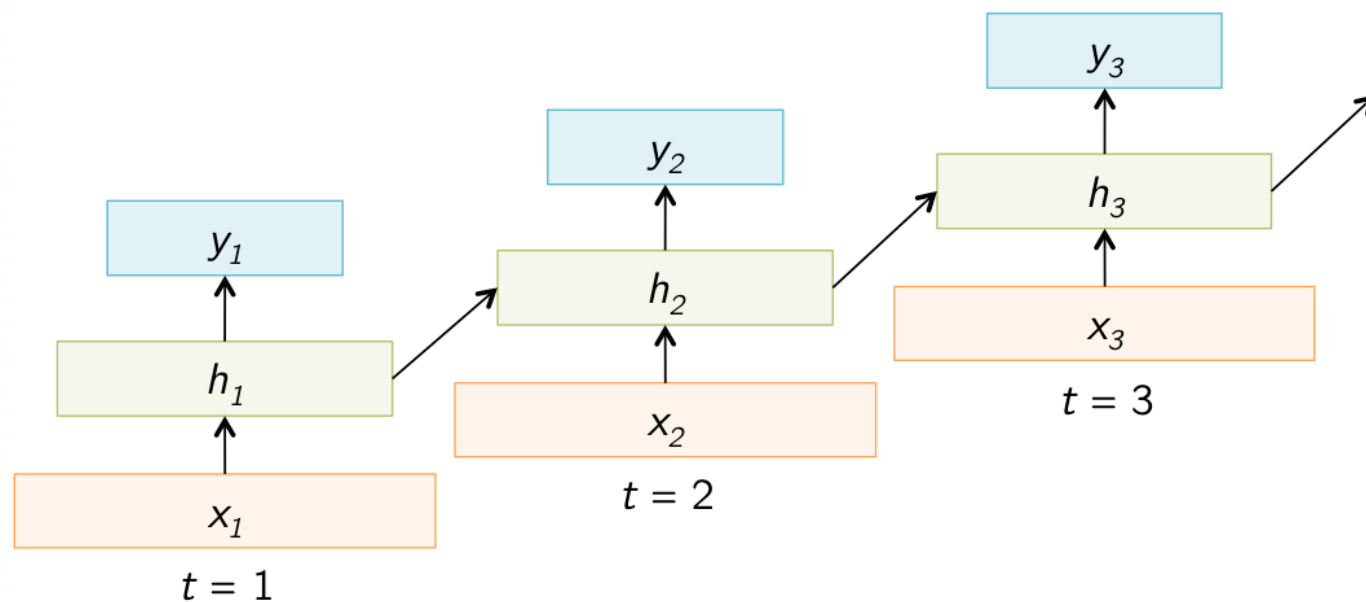 y1
h1
x1
t = 1
y2
h2
x2
t = 2
y3
h3
x3
t = 3